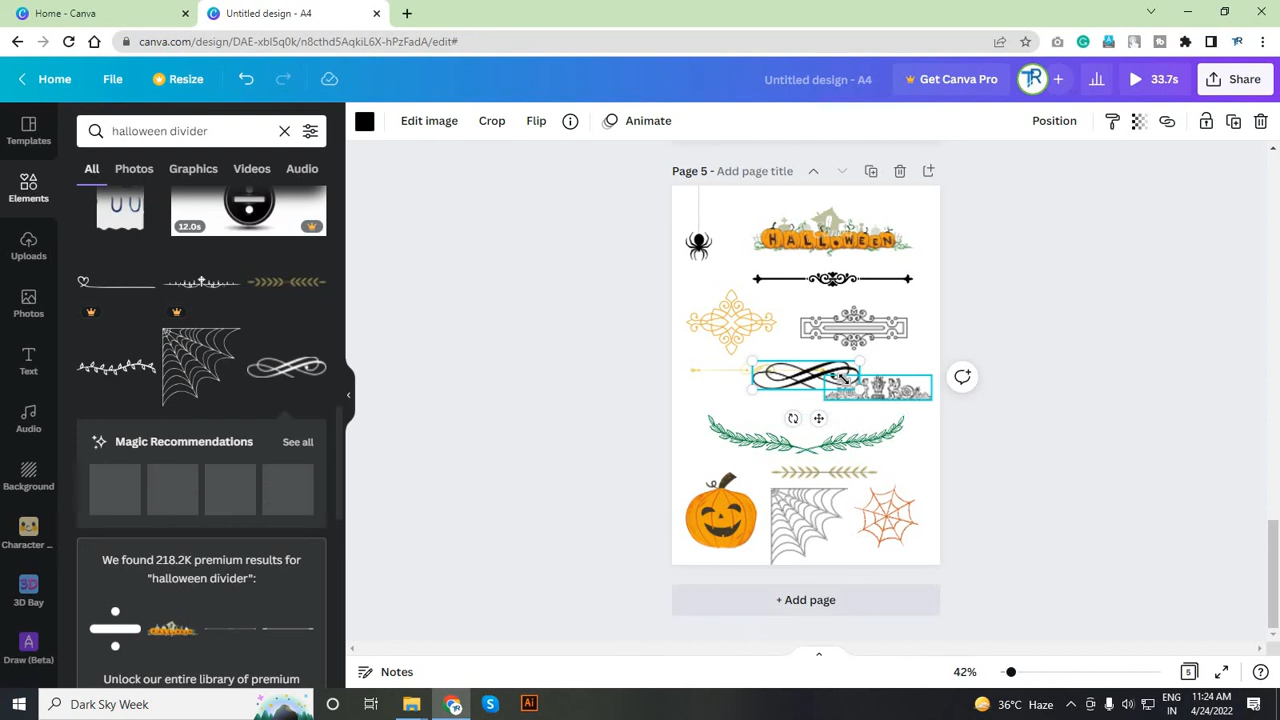 Home - Canva
Untitled design - A4
canva.com/design/DAE-xbI5q0k/n8cthd5AqkiL6X-hPzFadA/edit#
Home
File
Resize
Untitled design - A4
TR
Get Canva Pro
33.7s
Share
Templates
Elements
Uploads
Photos
Text
Audio
Background
Character ...
3D Bay
Draw (Beta)
halloween divider
All
Photos
Graphics
Videos
Audio
12.0s
Magic Recommendations
See all
We found 218.2K premium results for
"halloween divider":
Unlock our entire library of premium
Edit image
Crop
Flip
Animate
Position
Page 5 - Add page title
HALLOWEEN
+ Add page
Notes
42%
5
Dark Sky Week
Ai
36°C Haze
ENG
IN
11:24 AM
4/24/2022